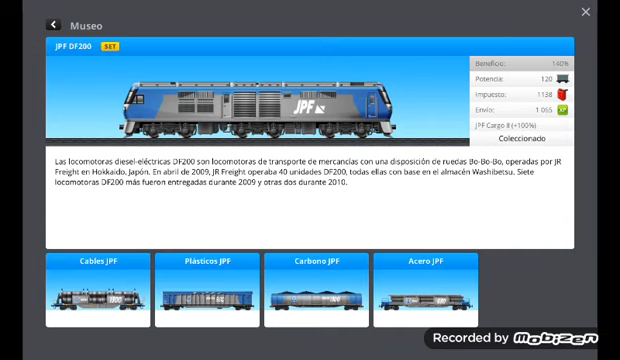 Museo
JPF DF200 SET
Beneficio: 140%
Potencia: 120
Impuesto: 1138
Envío: 1 065 XP
JPF Cargo II (+100%)
Coleccionado
JPF
Las locomotoras diesel-eléctricas DF200 son locomotoras de transporte de mercancías con una disposición de ruedas Bo-Bo-Bo, operadas por JR
Freight en Hokkaido, Japón. En abril de 2009, JR Freight operaba 40 unidades DF200, todas ellas con base en el almacén Washibetsu. Siete
locomotoras DF200 más fueron entregadas durante 2009 y otras dos durante 2010.
Cables JPF
Plásticos JPF
Carbono JPF
Acero JPF
Recorded by Mobizen